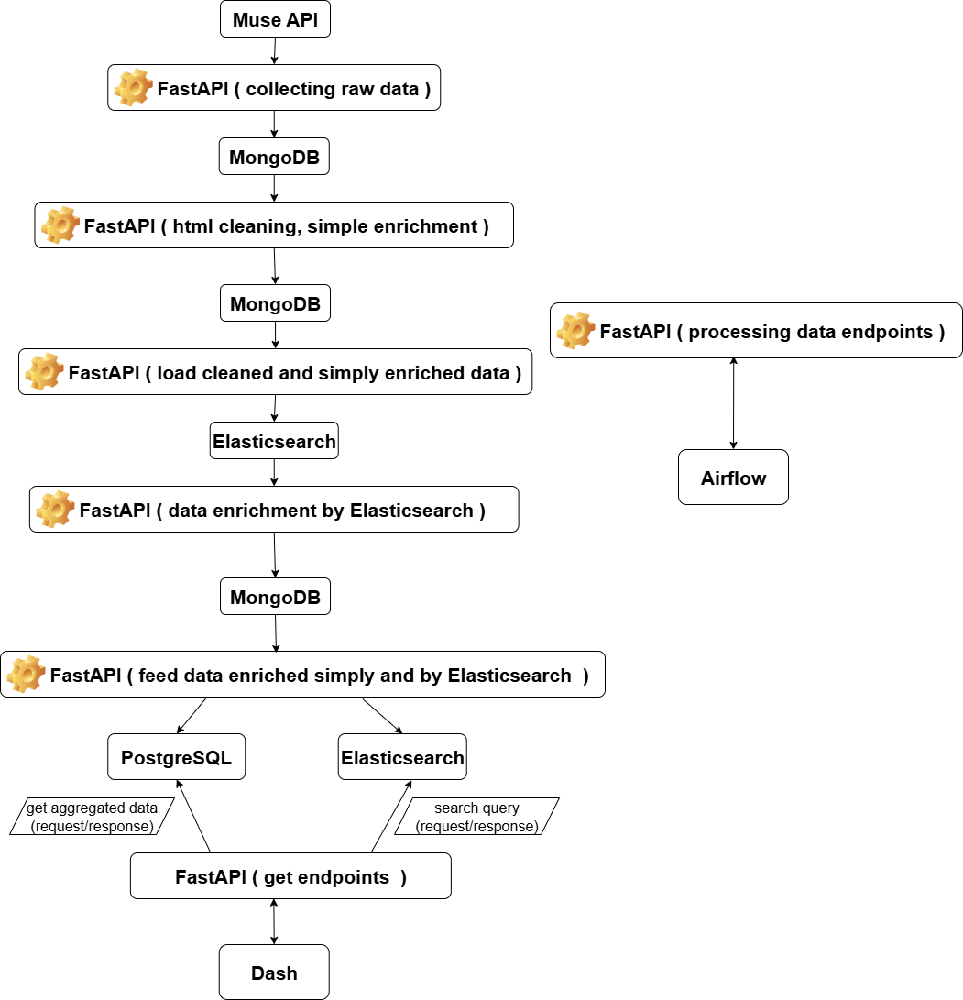 Muse API
FastAPI ( collecting raw data )
MongoDB
FastAPI ( html cleaning, simple enrichment )
MongoDB
FastAPI ( processing data endpoints )
FastAPI ( load cleaned and simply enriched data )
Elasticsearch
Airflow
FastAPI ( data enrichment by Elasticsearch )
MongoDB
FastAPI ( feed data enriched simply and by Elasticsearch  )
PostgreSQL
Elasticsearch
get aggregated data
(request/response)
search query
(request/response)
FastAPI ( get endpoints  )
Dash